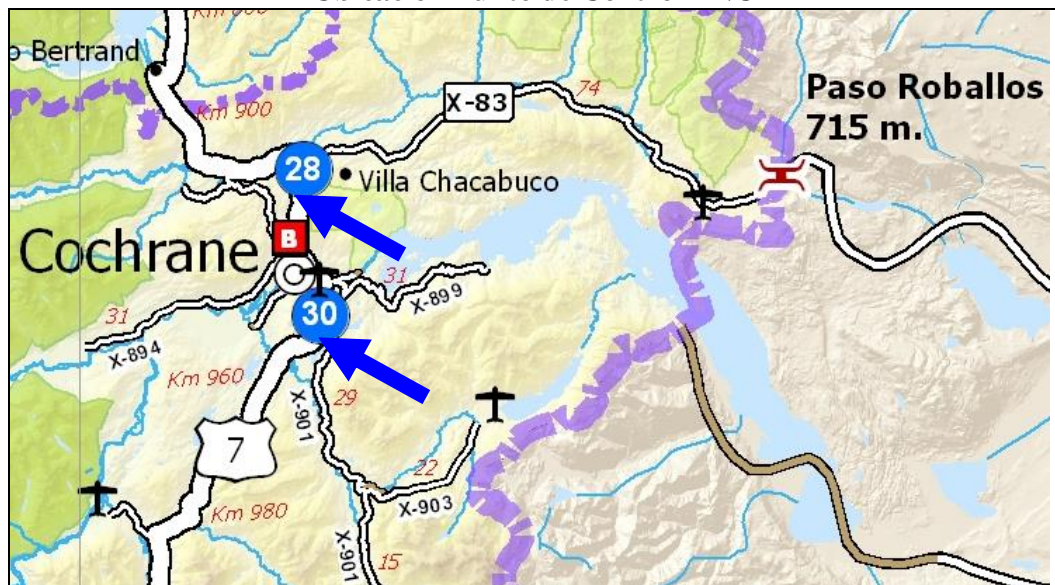 o Bertrand
Km 900
X-83
74
Paso Roballos
715 m.
28
Villa Chacabuco
B
Cochrane
31
X-899
31
X-894
30
Km 960
29
X-901
7
22
X-903
Km 980
X-901
15